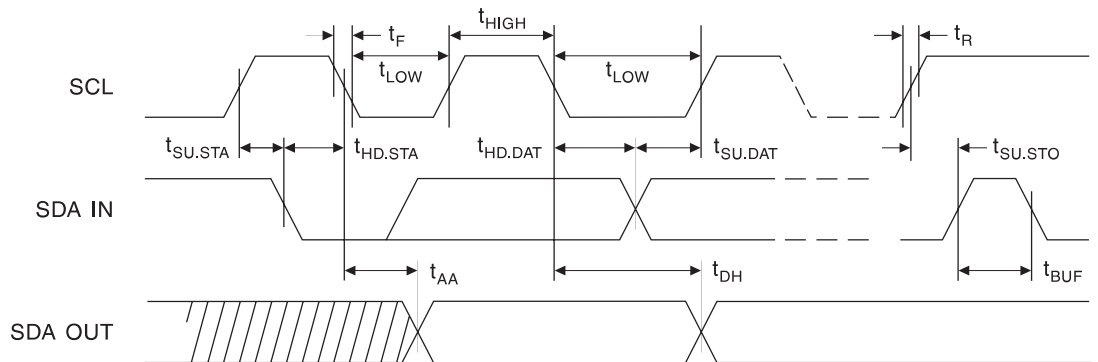 tHIGH
tF
tR
tLOW
tLOW
SCL
tSU.STA
tHD.STA
tHD.DAT
tSU.DAT
tSU.STO
SDA IN
tAA
tDH
tBUF
SDA OUT